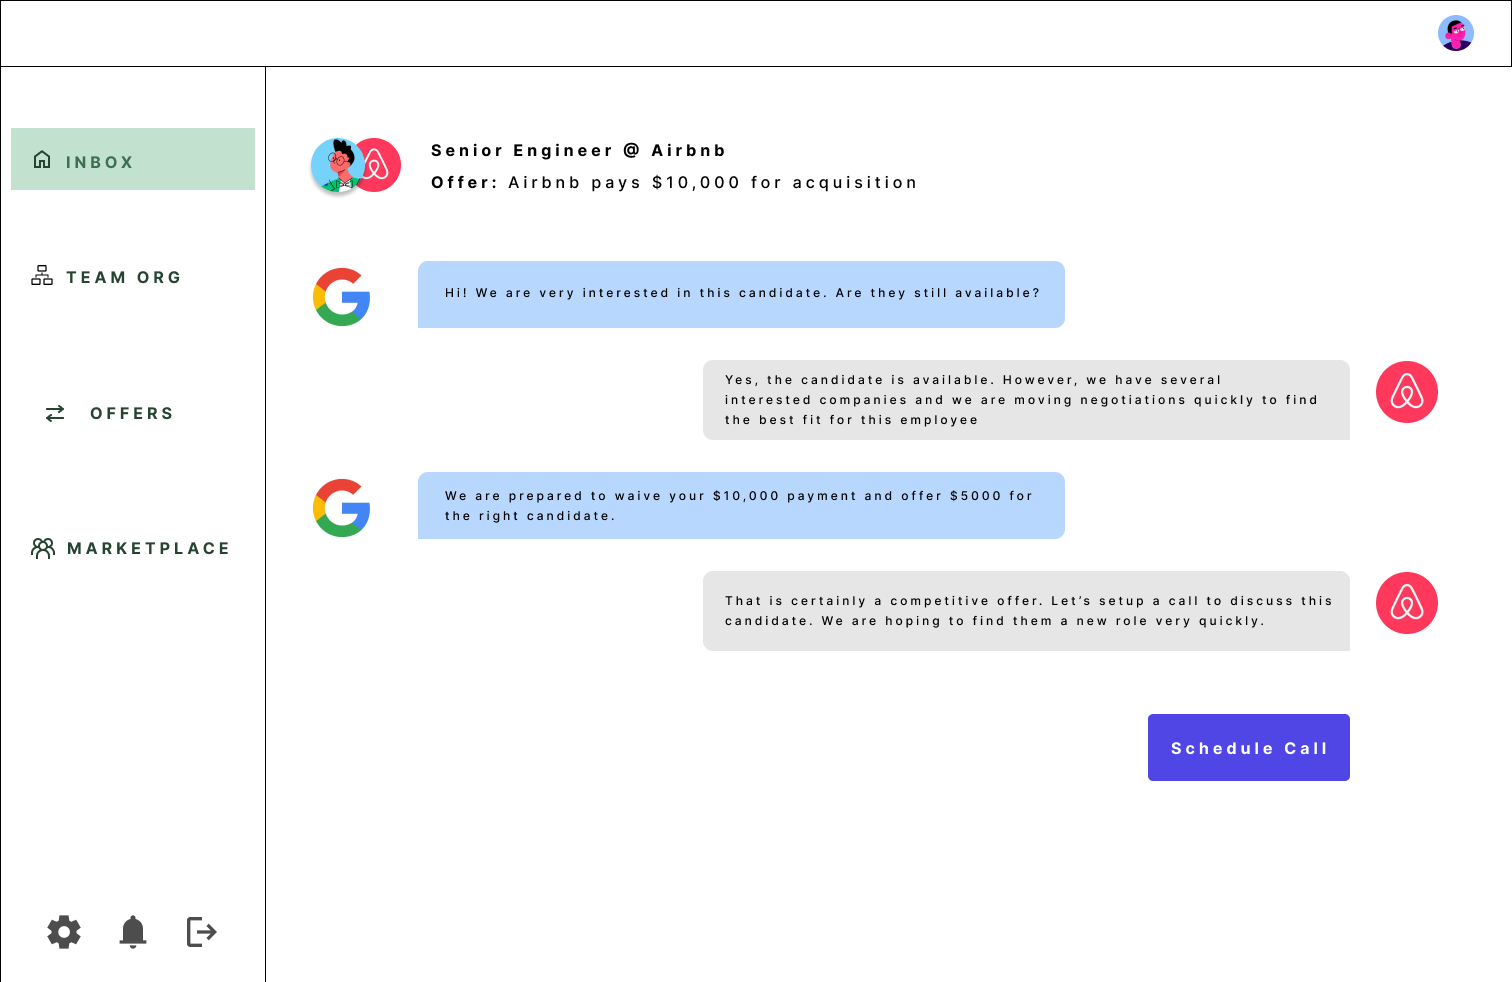 INBOX
TEAM ORG
OFFERS
MARKETPLACE
Senior Engineer @ Airbnb
Offer: Airbnb pays $10,000 for acquisition
Hi! We are very interested in this candidate. Are they still available?
Yes, the candidate is available. However, we have several
interested companies and we are moving negotiations quickly to find
the best fit for this employee
We are prepared to waive your $10,000 payment and offer $5000 for
the right candidate.
That is certainly a competitive offer. Let’s setup a call to discuss this
candidate. We are hoping to find them a new role very quickly.
Schedule Call